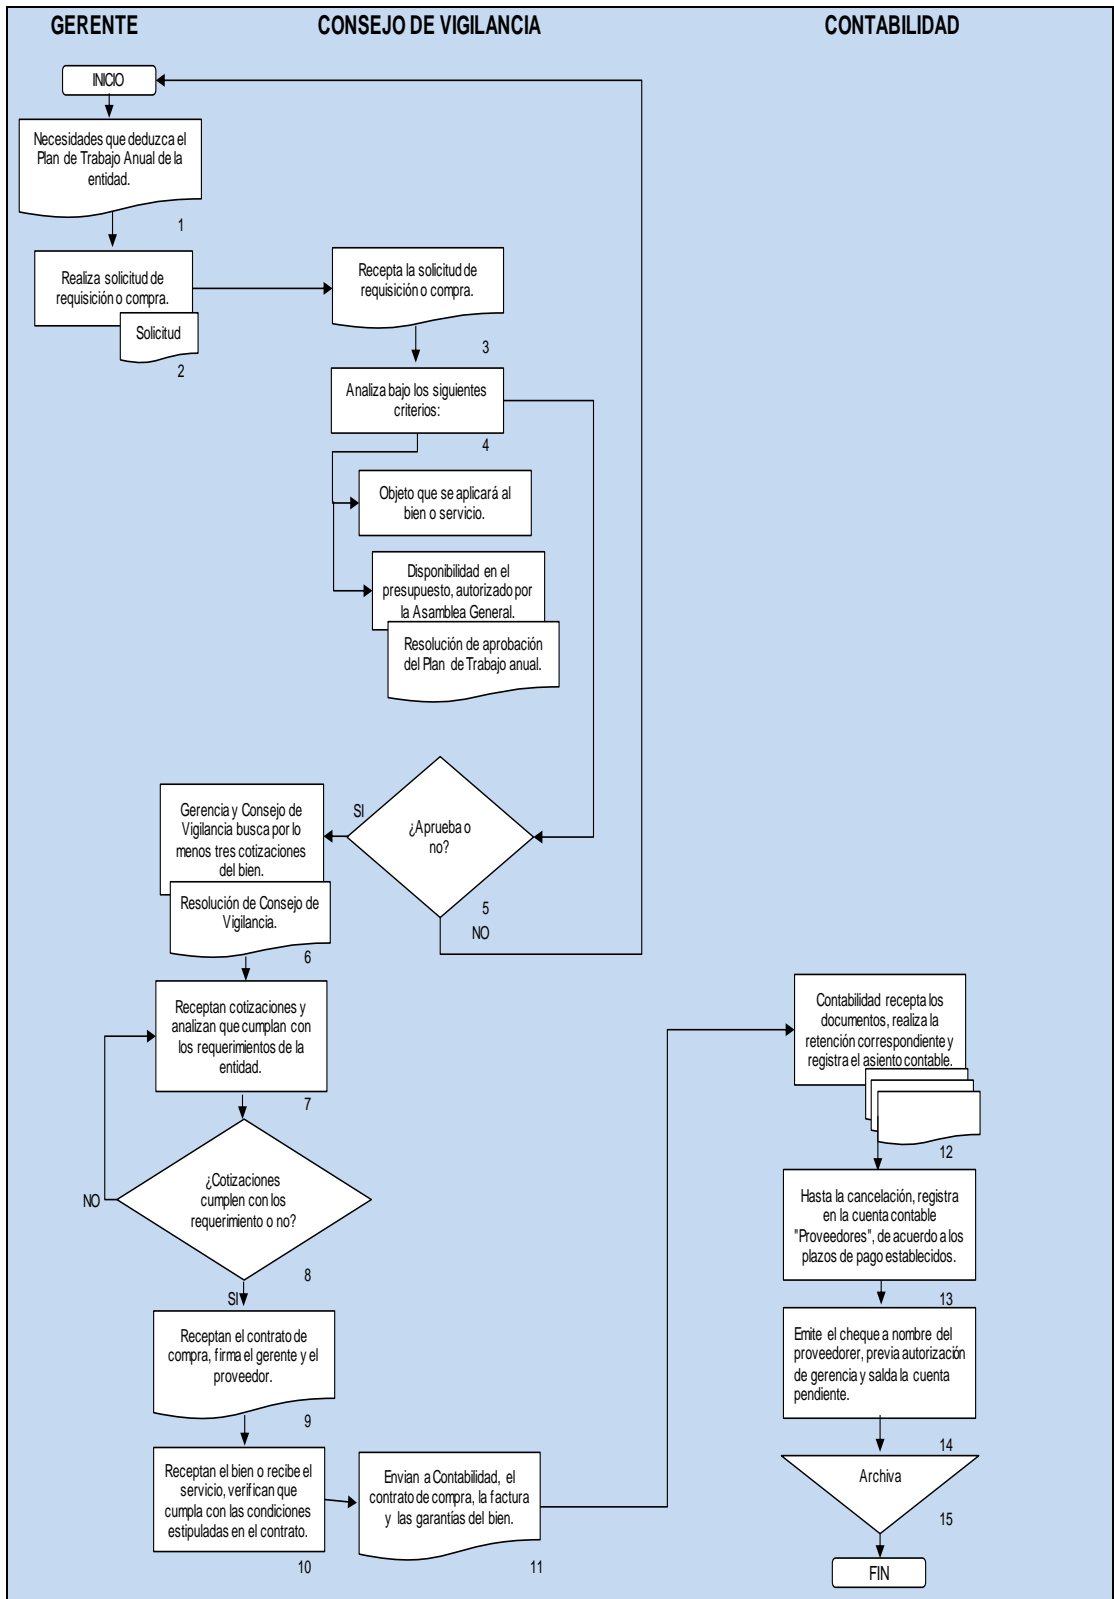 GERENTE
CONSEJO DE VIGILANCIA
CONTABILIDAD
INICIO
Necesidades que deduzca el
Plan de Trabajo Anual de la
entidad.
1
Realiza solicitud de
requisición o compra.
Solicitud
2
Recepta la solicitud de
requisición o compra.
3
Analiza bajo los siguientes
criterios:
4
Objeto que se aplicará al
bien o servicio.
Disponibilidad en el
presupuesto, autorizado por
la Asamblea General.
Resolución de aprobación
del Plan de Trabajo anual.
¿Aprueba o
no?
5
SI
NO
Gerencia y Consejo de
Vigilancia busca por lo
menos tres cotizaciones
del bien.
Resolución de Consejo de
Vigilancia.
6
Receptan cotizaciones y
analizan que cumplan con
los requerimientos de la
entidad.
7
¿Cotizaciones
cumplen con los
requerimiento o no?
NO
8
SI
Receptan el contrato de
compra, firma el gerente y el
proveedor.
9
Receptan el bien o recibe el
servicio, verifican que
cumpla con las condiciones
estipuladas en el contrato.
10
Envian a Contabilidad, el
contrato de compra, la factura
y las garantías del bien.
11
Contabilidad recepta los
documentos, realiza la
retención correspondiente y
registra el asiento contable.
12
Hasta la cancelación, registra
en la cuenta contable
"Proveedores", de acuerdo a los
plazos de pago establecidos.
13
Emite el cheque a nombre del
proveedorer, previa autorización
de gerencia y salda la cuenta
pendiente.
14
Archiva
15
FIN